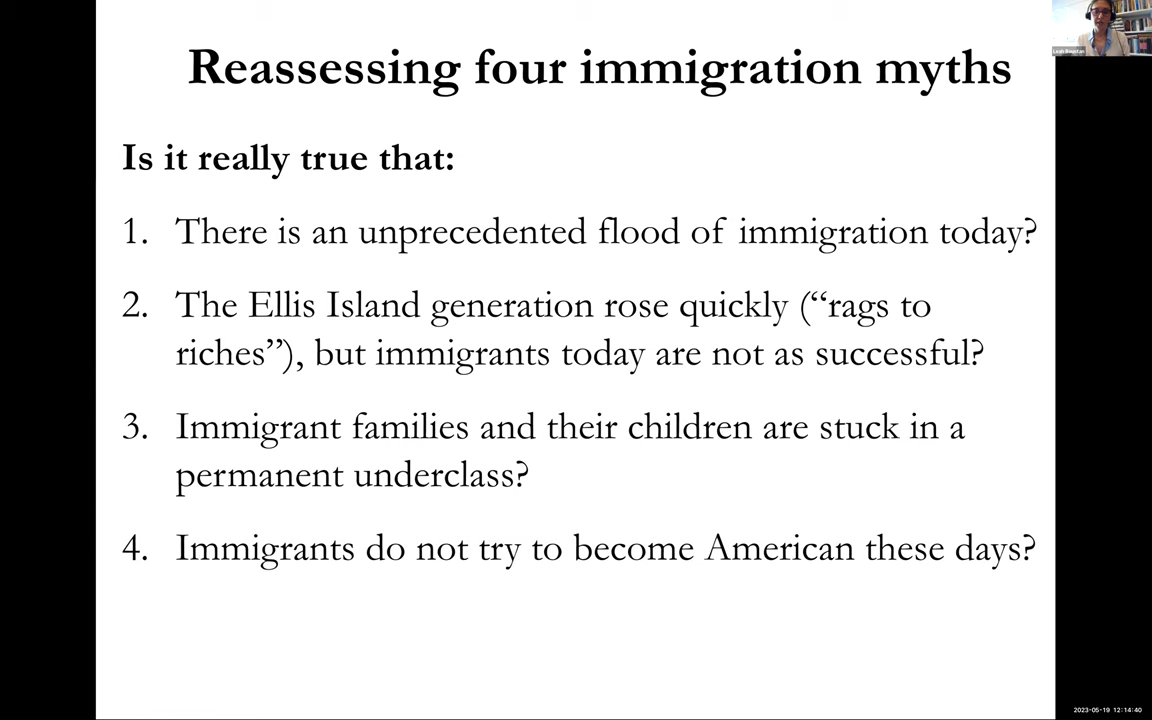 Reassessing four immigration myths
Leah Boustan
Is it really true that:
1. There is an unprecedented flood of immigration today?
2. The Ellis Island generation rose quickly (“rags to
riches”), but immigrants today are not as successful?
3. Immigrant families and their children are stuck in a
permanent underclass?
4. Immigrants do not try to become American these days?
2023-05-19 12:14:40